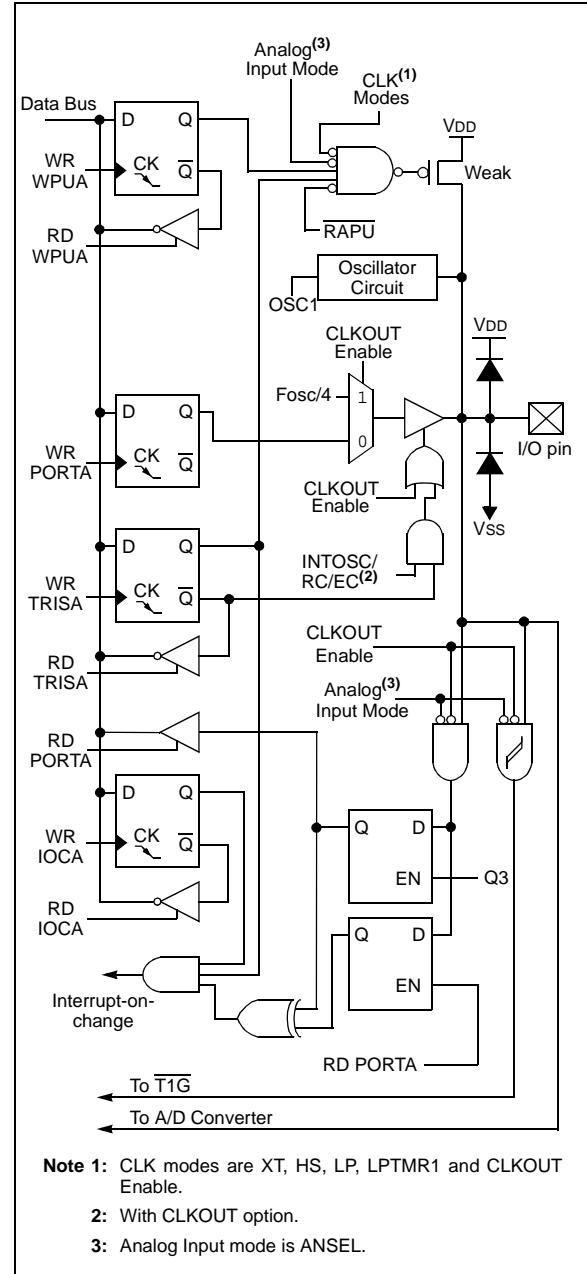 Analog(3)
Input Mode
CLK(1)
Modes
Data Bus
D Q
VDD
WR
WPUA
CK Q
Weak
RD
WPUA
RAPU
Oscillator
Circuit
OSC1
CLKOUT
Enable
VDD
Fosc/4
1
D Q
0
WR
PORTA
CK Q
I/O pin
CLKOUT
Enable
VSS
D Q
INTOSC/
RC/EC(2)
WR
TRISA
CK Q
CLKOUT
Enable
RD
TRISA
Analog(3)
Input Mode
RD
PORTA
D Q
Q D
WR
IOCA
CK Q
EN
Q3
RD
IOCA
Q D
EN
Interrupt-on-
change
RD PORTA
To T1G
To A/D Converter
Note 1: CLK modes are XT, HS, LP, LPTMR1 and CLKOUT
Enable.
2: With CLKOUT option.
3: Analog Input mode is ANSEL.